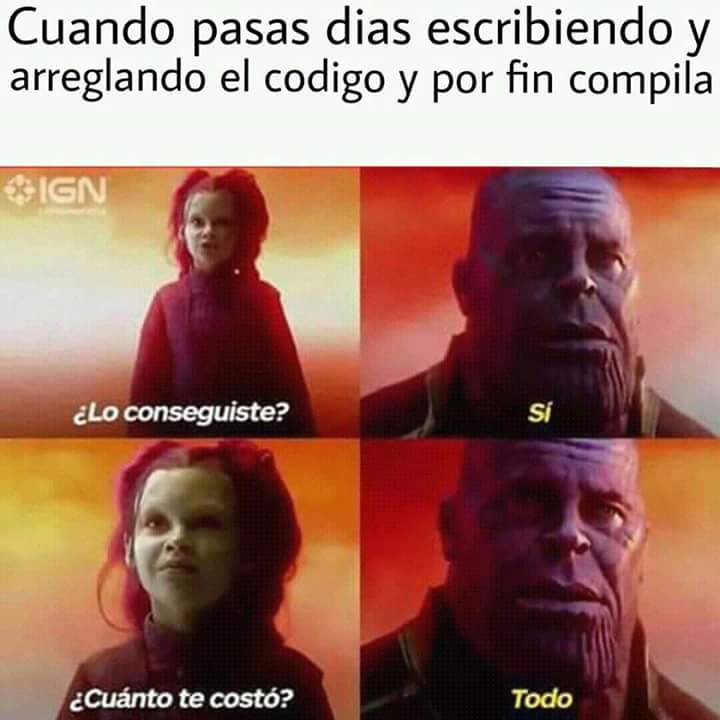 Cuando pasas dias escribiendo y
arreglando el codigo y por fin compila
IGN
¿Lo conseguiste?
Sí
¿Cuánto te costó?
Todo